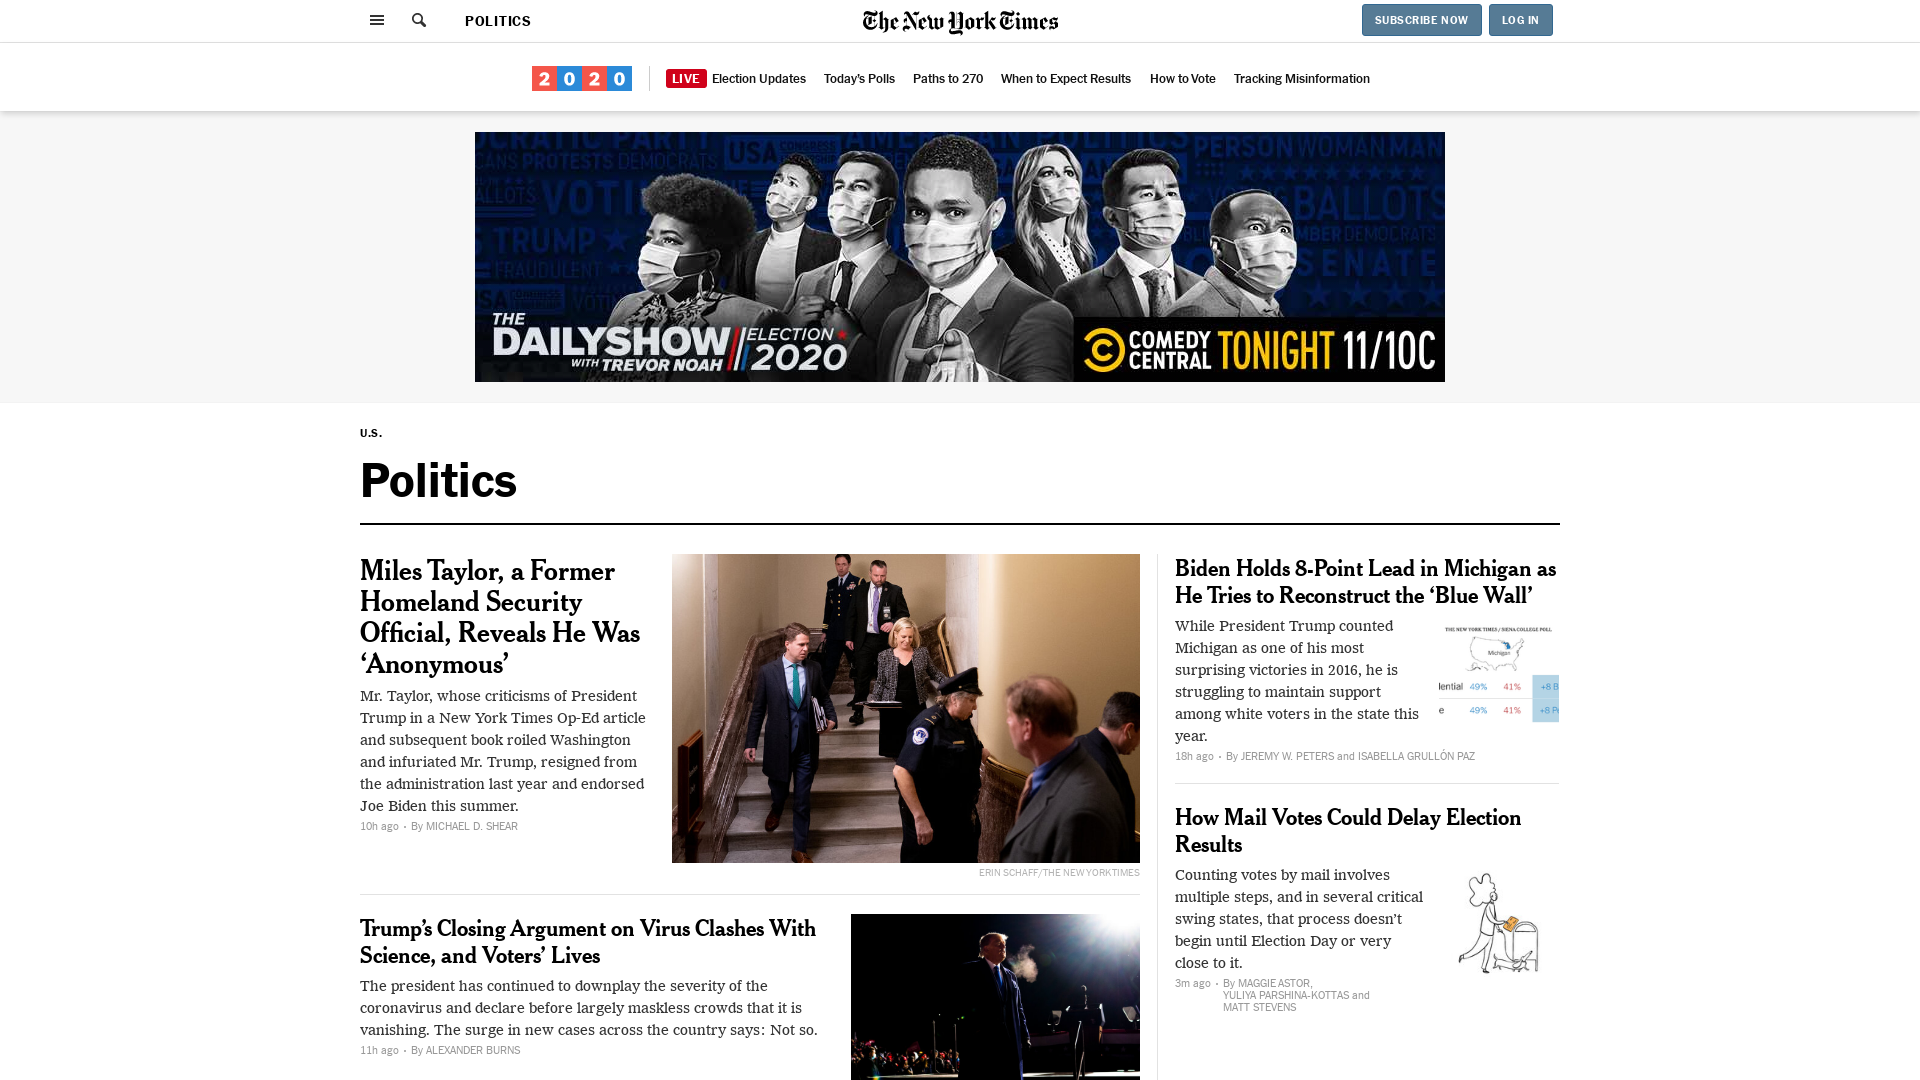 POLITICS
The New York Times
SUBSCRIBE NOW
LOG IN
2020
LIVE Election Updates
Today's Polls
Paths to 270
When to Expect Results
How to Vote
Tracking Misinformation
PERSON WOMAN MAN
USA
PROTESTS DEMOCRATS
TRUMP
FRAUDULENT
BALLOTS
SENATE
THE
DAILYSHOW
WITH TREVOR NOAH
ELECTION
2020
COMEDY
CENTRAL
TONIGHT 11/10C
U.S.
Politics
Miles Taylor, a Former
Homeland Security
Official, Reveals He Was
‘Anonymous’
Mr. Taylor, whose criticisms of President
Trump in a New York Times Op-Ed article
and subsequent book roiled Washington
and infuriated Mr. Trump, resigned from
the administration last year and endorsed
Joe Biden this summer.
10h ago · By MICHAEL D. SHEAR
ERIN SCHAFF/THE NEW YORK TIMES
Trump’s Closing Argument on Virus Clashes With
Science, and Voters’ Lives
The president has continued to downplay the severity of the
coronavirus and declare before largely maskless crowds that it is
vanishing. The surge in new cases across the country says: Not so.
11h ago · By ALEXANDER BURNS
Biden Holds 8-Point Lead in Michigan as
He Tries to Reconstruct the ‘Blue Wall’
While President Trump counted
Michigan as one of his most
surprising victories in 2016, he is
struggling to maintain support
among white voters in the state this
year.
THE NEW YORK TIMES / SIENA COLLEGE POLL
Michigan
dential 49% 41% +8 B
e 49% 41% +8 P
18h ago · By JEREMY W. PETERS and ISABELLA GRULLÓN PAZ
How Mail Votes Could Delay Election
Results
Counting votes by mail involves
multiple steps, and in several critical
swing states, that process doesn’t
begin until Election Day or very
close to it.
3m ago · By MAGGIE ASTOR,
YULIYA PARSHINA-KOTTAS and
MATT STEVENS